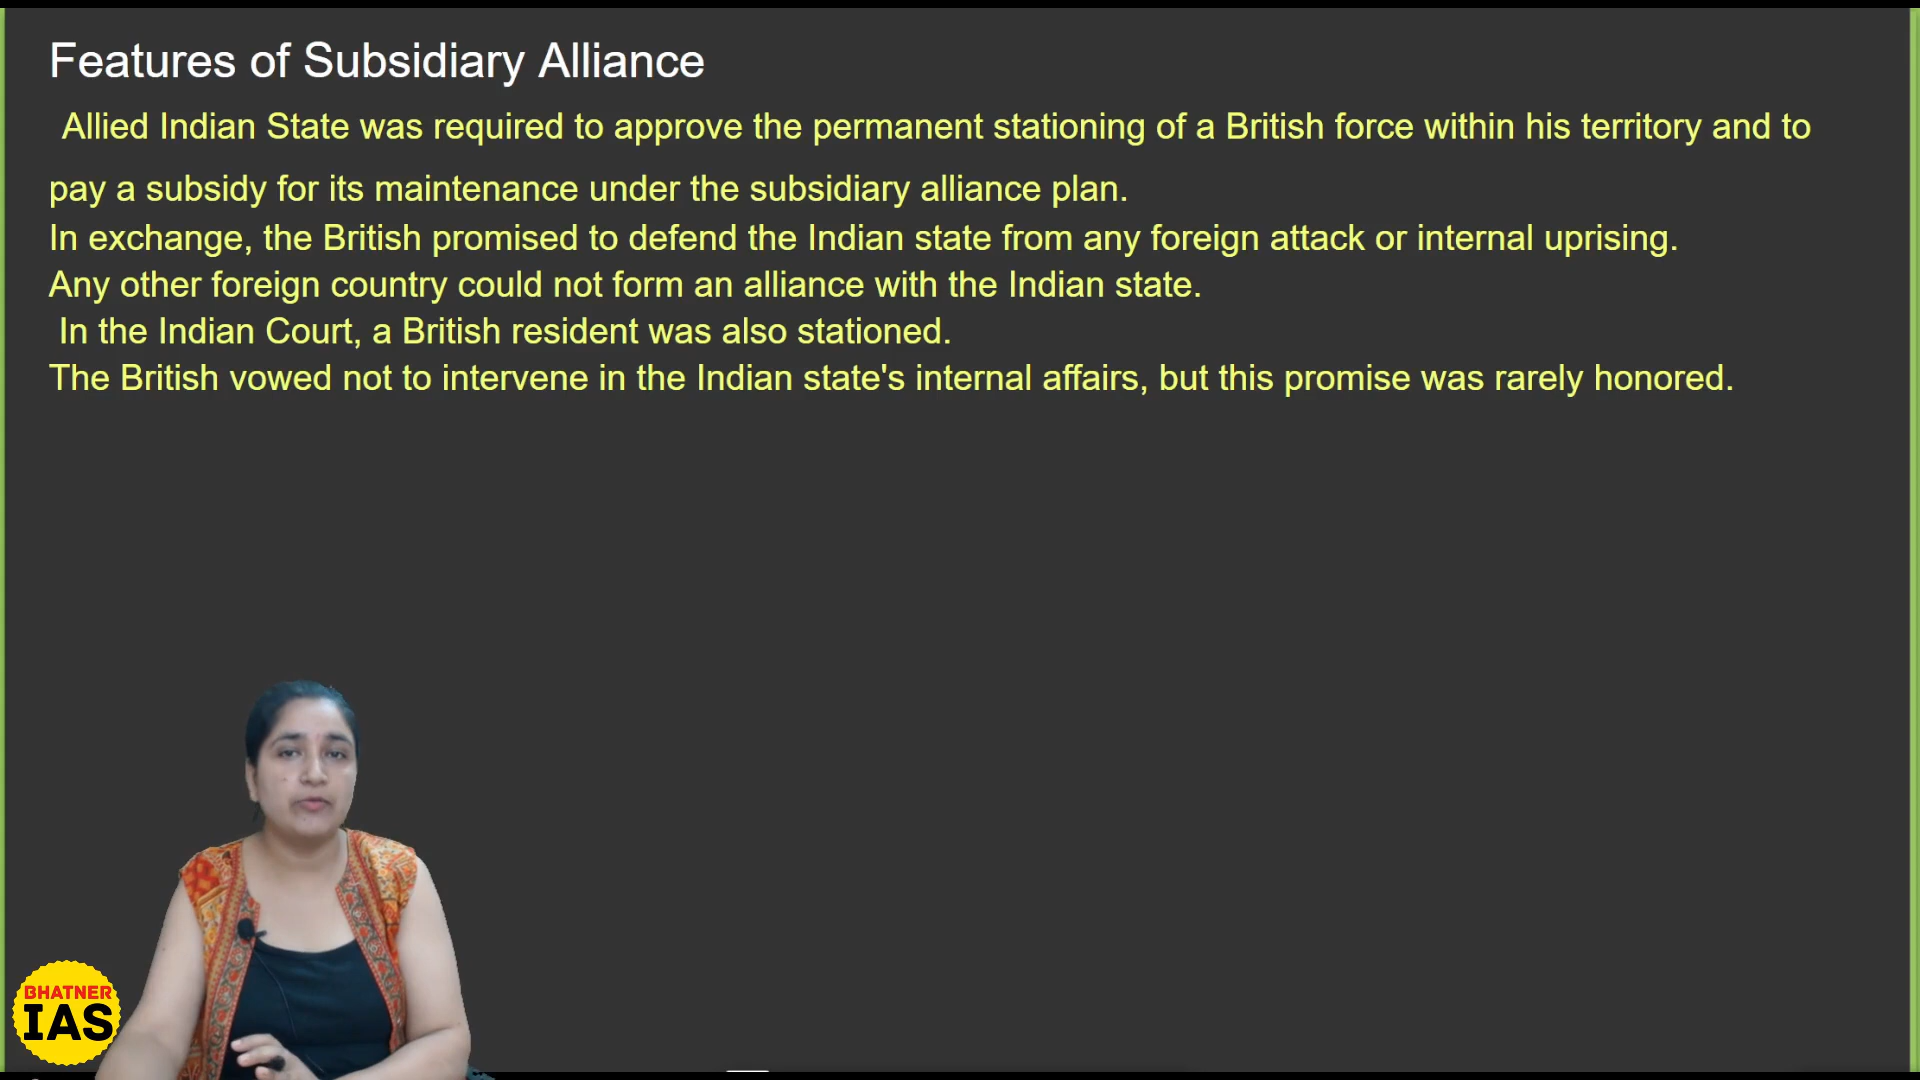 Features of Subsidiary Alliance
Allied Indian State was required to approve the permanent stationing of a British force within his territory and to
pay a subsidy for its maintenance under the subsidiary alliance plan.
In exchange, the British promised to defend the Indian state from any foreign attack or internal uprising.
Any other foreign country could not form an alliance with the Indian state.
In the Indian Court, a British resident was also stationed.
The British vowed not to intervene in the Indian state's internal affairs, but this promise was rarely honored.
BHATNER
IAS